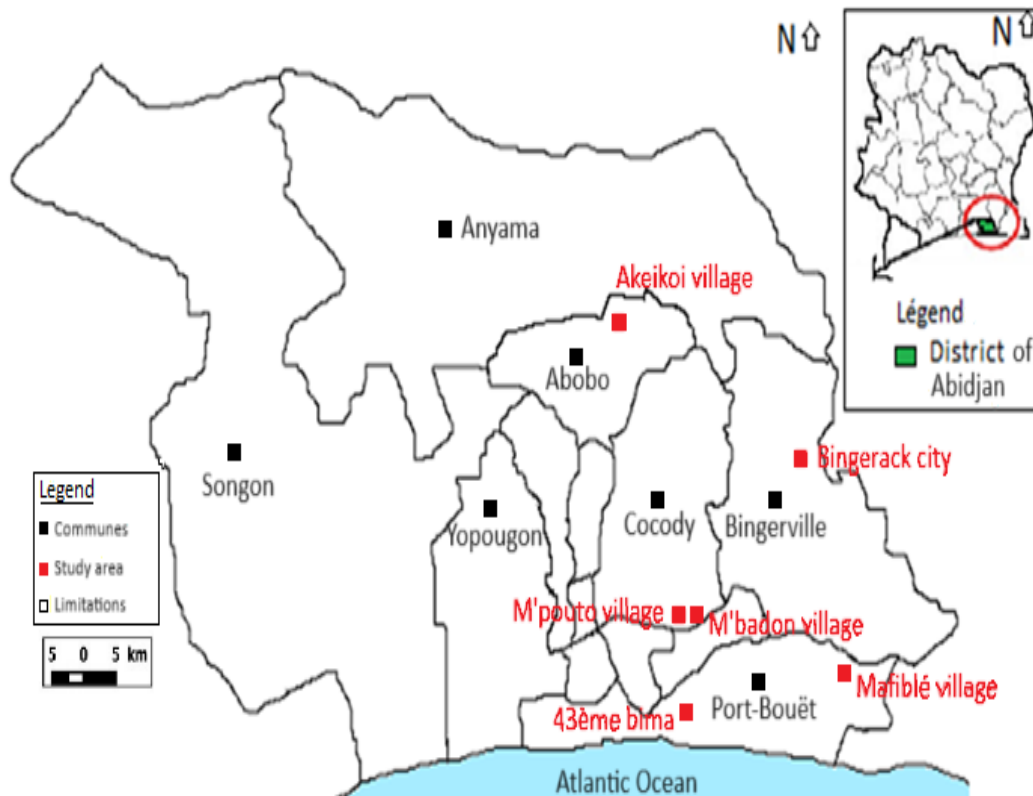 N
N
Anyama
Akeikoi village
Légend
District of
Abidjan
Abobo
Bingerack city
Songon
Legend
Communes
Study area
Limitations
5 0 5 km
Yopougon
Cocody
Bingerville
M'pouto village
M'badon village
Mafiblé village
43ème bima
Port-Bouët
Atlantic Ocean